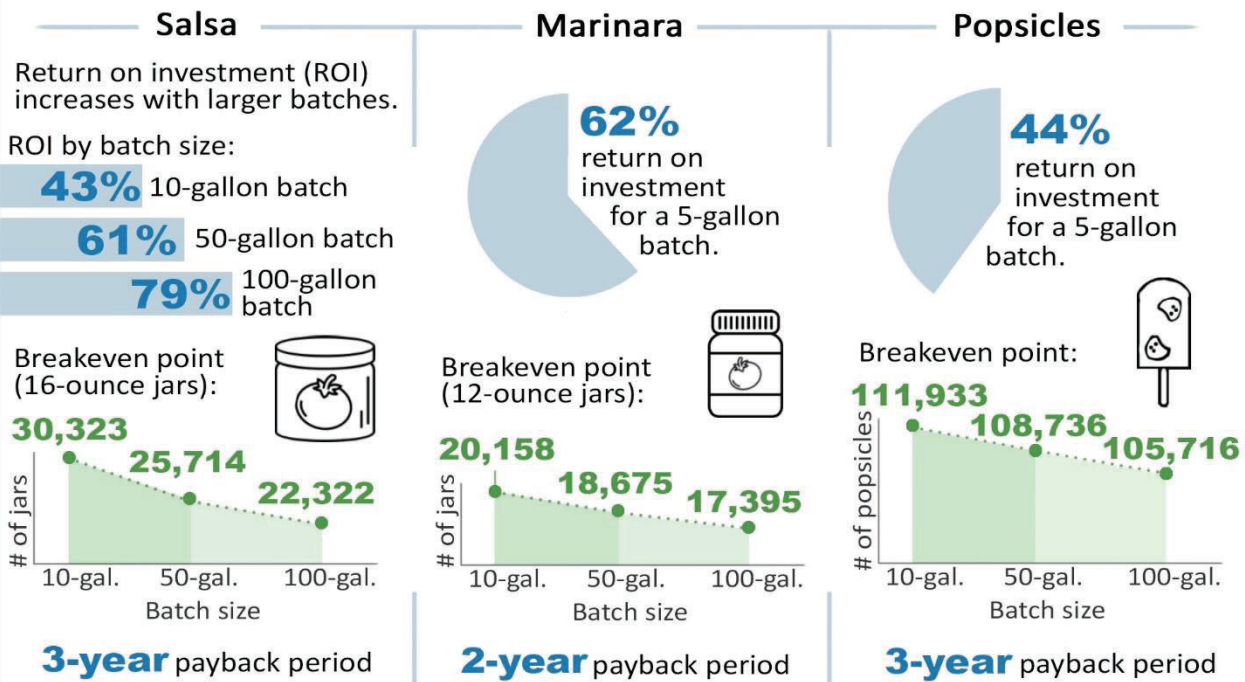 Salsa
Return on investment (ROI)
increases with larger batches.
ROI by batch size:
43% 10-gallon batch
61% 50-gallon batch
79% 100-gallon
batch
Breakeven point
(16-ounce jars):
30,323
25,714
22,322
# of jars
10-gal. 50-gal. 100-gal.
Batch size
3-year payback period
Marinara
62%
return on
investment
for a 5-gallon
batch.
Breakeven point
(12-ounce jars):
20,158
18,675
17,395
# of jars
10-gal. 50-gal. 100-gal.
Batch size
2-year payback period
Popsicles
44%
return on
investment
for a 5-gallon
batch.
Breakeven point:
111,933
108,736
105,716
# of popsicles
10-gal. 50-gal. 100-gal.
Batch size
3-year payback period